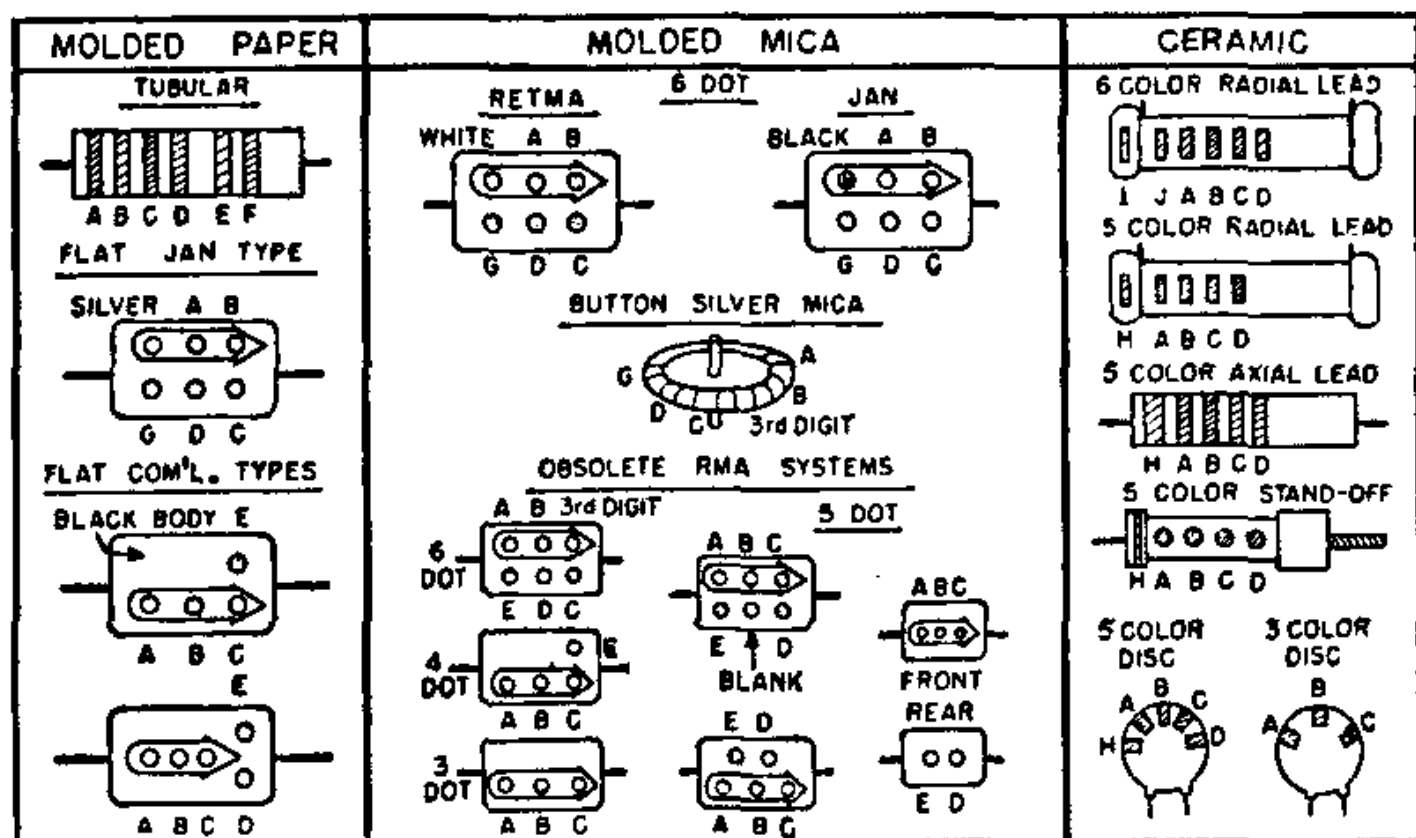 MOLDED PAPER
TUBULAR
A B C D E F
FLAT JAN TYPE
SILVER A B
G D C
FLAT COM'L. TYPES
BLACK BODY E
A B C
E
A B C D
MOLDED MICA
6 DOT
RETMA
WHITE A B
G D C
JAN
BLACK A B
G D C
BUTTON SILVER MICA
A
B
3rd DIGIT
C
D
G
OBSOLETE RMA SYSTEMS
A B 3rd DIGIT
6
DOT
E D C
4
DOT
E
A B C
3
DOT
A B C
5 DOT
A B C
E D
BLANK
E D
A B C
A B C
FRONT
REAR
E D
CERAMIC
6 COLOR RADIAL LEAD
I J A B C D
5 COLOR RADIAL LEAD
H A B C D
5 COLOR AXIAL LEAD
H A B C D
5 COLOR STAND-OFF
H A B C D
5 COLOR
DISC
H A B C D
3 COLOR
DISC
A B C